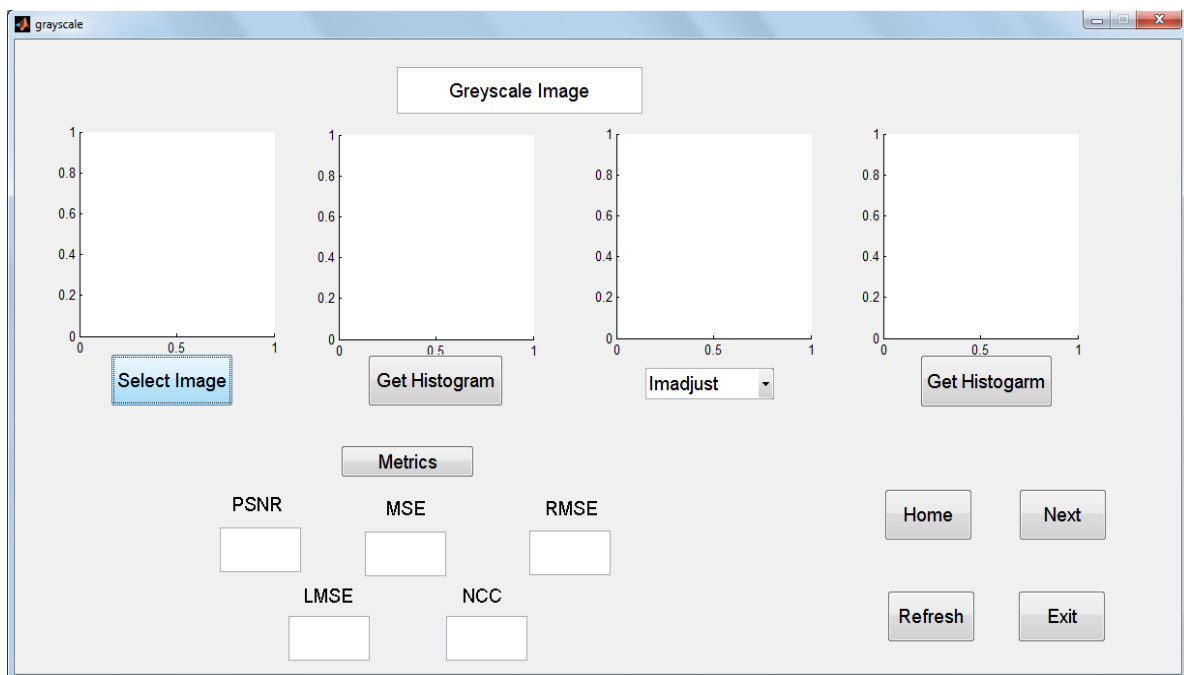 grayscale
Greyscale Image
1 1 1 1
0.8 0.8 0.8 0.8
0.6 0.6 0.6 0.6
0.4 0.4 0.4 0.4
0.2 0.2 0.2 0.2
0 0 0 0
0 0.5 1 0 0.5 1 0 0.5 1 0 0.5 1
Select Image Get Histogram Imadjust Get Histogarm
Metrics
PSNR MSE RMSE
Home Next
LMSE NCC
Refresh Exit